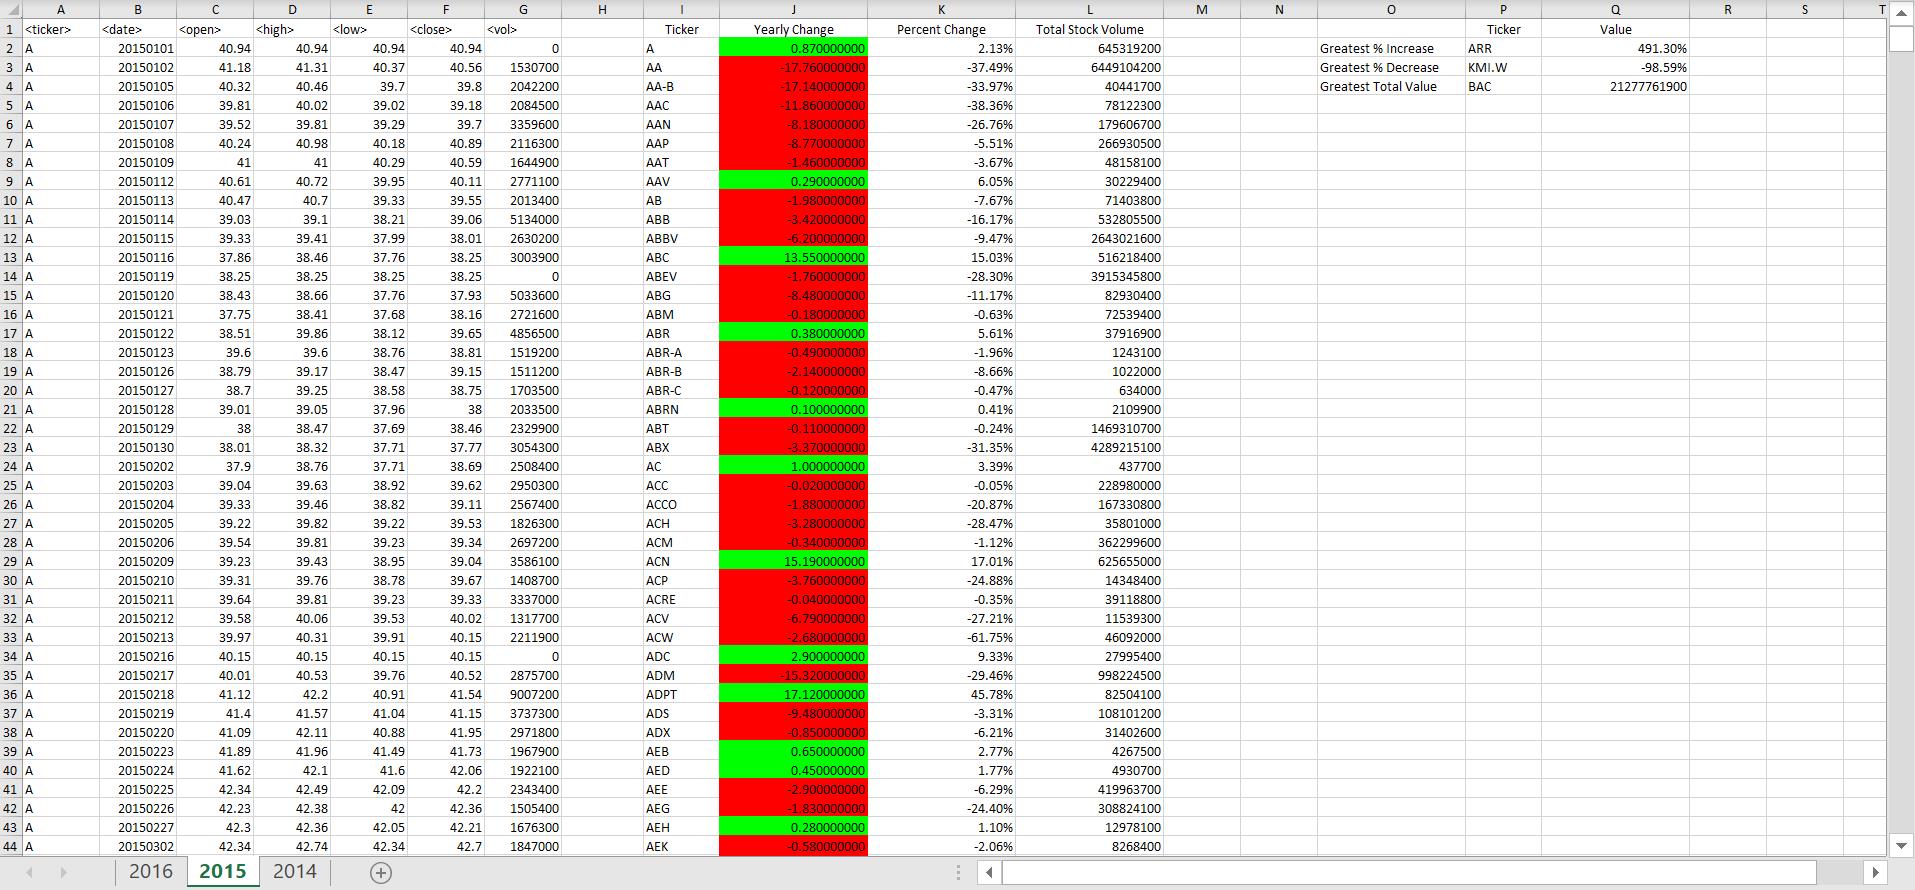 A B C D E F G H I J K L M N O P Q R S T
1 <ticker> <date> <open> <high> <low> <close> <vol> Ticker Yearly Change Percent Change Total Stock Volume Ticker Value
2 A 20150101 40.94 40.94 40.94 40.94 0 A 0.870000000 2.13% 645319200 Greatest % Increase ARR 491.30%
3 A 20150102 41.18 41.31 40.37 40.56 1530700 AA -17.760000000 -37.49% 6449104200 Greatest % Decrease KMI.W -98.59%
4 A 20150105 40.32 40.46 39.7 39.8 2042200 AA-B -17.140000000 -33.97% 40441700 Greatest Total Value BAC 21277761900
5 A 20150106 39.81 40.02 39.02 39.18 2084500 AAC -11.860000000 -38.36% 78122300
6 A 20150107 39.52 39.81 39.29 39.7 3359600 AAN -8.180000000 -26.76% 179606700
7 A 20150108 40.24 40.98 40.18 40.89 2116300 AAP -8.770000000 -5.51% 266930500
8 A 20150109 41 41 40.29 40.59 1644900 AAT -1.460000000 -3.67% 48158100
9 A 20150112 40.61 40.72 39.95 40.11 2771100 AAV 0.290000000 6.05% 30229400
10 A 20150113 40.47 40.7 39.33 39.55 2013400 AB -1.980000000 -7.67% 71403800
11 A 20150114 39.03 39.1 38.21 39.06 5134000 ABB -3.420000000 -16.17% 532805500
12 A 20150115 39.33 39.41 37.99 38.01 2630200 ABBV -6.200000000 -9.47% 2643021600
13 A 20150116 37.86 38.46 37.76 38.25 3003900 ABC 13.550000000 15.03% 516218400
14 A 20150119 38.25 38.25 38.25 38.25 0 ABEV -1.760000000 -28.30% 3915345800
15 A 20150120 38.43 38.66 37.76 37.93 5033600 ABG -8.480000000 -11.17% 82930400
16 A 20150121 37.75 38.41 37.68 38.16 2721600 ABM -0.180000000 -0.63% 72539400
17 A 20150122 38.51 39.86 38.12 39.65 4856500 ABR 0.380000000 5.61% 37916900
18 A 20150123 39.6 39.6 38.76 38.81 1519200 ABR-A -0.490000000 -1.96% 1243100
19 A 20150126 38.79 39.17 38.47 39.15 1511200 ABR-B -2.140000000 -8.66% 1022000
20 A 20150127 38.7 39.25 38.58 38.75 1703500 ABR-C -0.120000000 -0.47% 634000
21 A 20150128 39.01 39.05 37.96 38 2033500 ABRN 0.100000000 0.41% 2109900
22 A 20150129 38 38.47 37.69 38.46 2329900 ABT -0.110000000 -0.24% 1469310700
23 A 20150130 38.01 38.32 37.71 37.77 3054300 ABX -3.370000000 -31.35% 4289215100
24 A 20150202 37.9 38.76 37.71 38.69 2508400 AC 1.000000000 3.39% 437700
25 A 20150203 39.04 39.63 38.92 39.62 2950300 ACC -0.020000000 -0.05% 228980000
26 A 20150204 39.33 39.46 38.82 39.11 2567400 ACCO -1.880000000 -20.87% 167330800
27 A 20150205 39.22 39.82 39.22 39.53 1826300 ACH -3.280000000 -28.47% 35801000
28 A 20150206 39.54 39.81 39.23 39.34 2697200 ACM -0.340000000 -1.12% 362299600
29 A 20150209 39.23 39.43 38.95 39.04 3586100 ACN 15.190000000 17.01% 625655000
30 A 20150210 39.31 39.76 38.78 39.67 1408700 ACP -3.760000000 -24.88% 14348400
31 A 20150211 39.64 39.81 39.23 39.33 3337000 ACRE -0.040000000 -0.35% 39118800
32 A 20150212 39.58 40.06 39.53 40.02 1317700 ACV -6.790000000 -27.21% 11539300
33 A 20150213 39.97 40.31 39.91 40.15 2211900 ACW -2.680000000 -61.75% 46092000
34 A 20150216 40.15 40.15 40.15 40.15 0 ADC 2.900000000 9.33% 27995400
35 A 20150217 40.01 40.53 39.76 40.52 2875700 ADM -15.320000000 -29.46% 998224500
36 A 20150218 41.12 42.2 40.91 41.54 9007200 ADPT 17.120000000 45.78% 82504100
37 A 20150219 41.4 41.57 41.04 41.15 3737300 ADS -9.480000000 -3.31% 108101200
38 A 20150220 41.09 42.11 40.88 41.95 2971800 ADX -0.850000000 -6.21% 31402600
39 A 20150223 41.89 41.96 41.49 41.73 1967900 AEB 0.650000000 2.77% 4267500
40 A 20150224 41.62 42.1 41.6 42.06 1922100 AED 0.450000000 1.77% 4930700
41 A 20150225 42.34 42.49 42.09 42.2 2343400 AEE -2.900000000 -6.29% 419963700
42 A 20150226 42.23 42.38 42 42.36 1505400 AEG -1.830000000 -24.40% 308824100
43 A 20150227 42.3 42.36 42.05 42.21 1676300 AEH 0.280000000 1.10% 12978100
44 A 20150302 42.34 42.74 42.34 42.7 1847000 AEK -0.580000000 -2.06% 8268400
2016 2015 2014